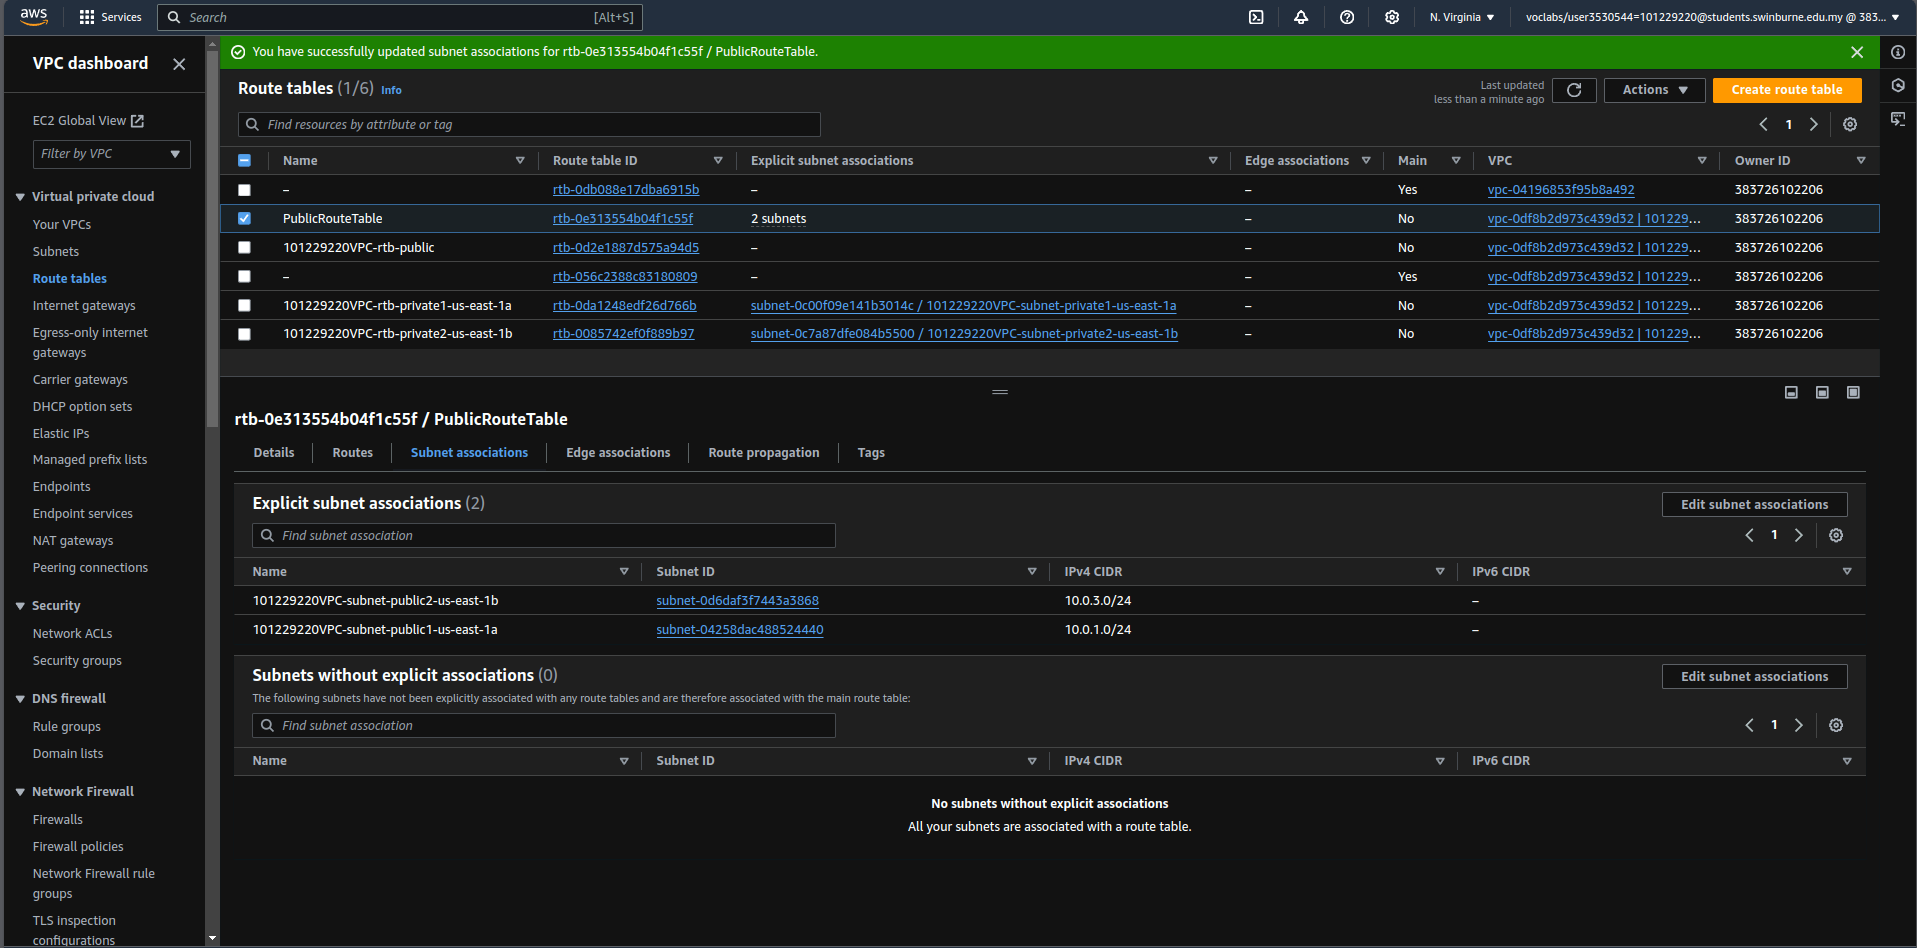 aws Services Search [Alt+S] N. Virginia voclabs/user3530544=101229220@students.swinburne.edu.my @ 383...
VPC dashboard
EC2 Global View
Filter by VPC
Virtual private cloud
Your VPCs
Subnets
Route tables
Internet gateways
Egress-only internet
gateways
Carrier gateways
DHCP option sets
Elastic IPs
Managed prefix lists
Endpoints
Endpoint services
NAT gateways
Peering connections
Security
Network ACLs
Security groups
DNS firewall
Rule groups
Domain lists
Network Firewall
Firewalls
Firewall policies
Network Firewall rule
groups
TLS inspection
configurations
You have successfully updated subnet associations for rtb-0e313554b04f1c55f / PublicRouteTable.
Route tables (1/6) Info
Last updated
less than a minute ago
Actions
Create route table
Find resources by attribute or tag
1
Name Route table ID Explicit subnet associations Edge associations Main VPC Owner ID
– rtb-0db088e17dba6915b – – Yes vpc-04196853f95b8a492 383726102206
PublicRouteTable rtb-0e313554b04f1c55f 2 subnets – No vpc-0df8b2d973c439d32 | 101229... 383726102206
101229220VPC-rtb-public rtb-0d2e1887d575a94d5 – – No vpc-0df8b2d973c439d32 | 101229... 383726102206
– rtb-056c2388c83180809 – – Yes vpc-0df8b2d973c439d32 | 101229... 383726102206
101229220VPC-rtb-private1-us-east-1a rtb-0da1248edf26d766b subnet-0c00f09e141b3014c / 101229220VPC-subnet-private1-us-east-1a – No vpc-0df8b2d973c439d32 | 101229... 383726102206
101229220VPC-rtb-private2-us-east-1b rtb-0085742ef0f889b97 subnet-0c7a87dfe084b5500 / 101229220VPC-subnet-private2-us-east-1b – No vpc-0df8b2d973c439d32 | 101229... 383726102206
rtb-0e313554b04f1c55f / PublicRouteTable
Details Routes Subnet associations Edge associations Route propagation Tags
Explicit subnet associations (2)
Edit subnet associations
Find subnet association
1
Name Subnet ID IPv4 CIDR IPv6 CIDR
101229220VPC-subnet-public2-us-east-1b subnet-0d6daf3f7443a3868 10.0.3.0/24 –
101229220VPC-subnet-public1-us-east-1a subnet-04258dac488524440 10.0.1.0/24 –
Subnets without explicit associations (0)
Edit subnet associations
The following subnets have not been explicitly associated with any route tables and are therefore associated with the main route table:
Find subnet association
1
Name Subnet ID IPv4 CIDR IPv6 CIDR
No subnets without explicit associations
All your subnets are associated with a route table.